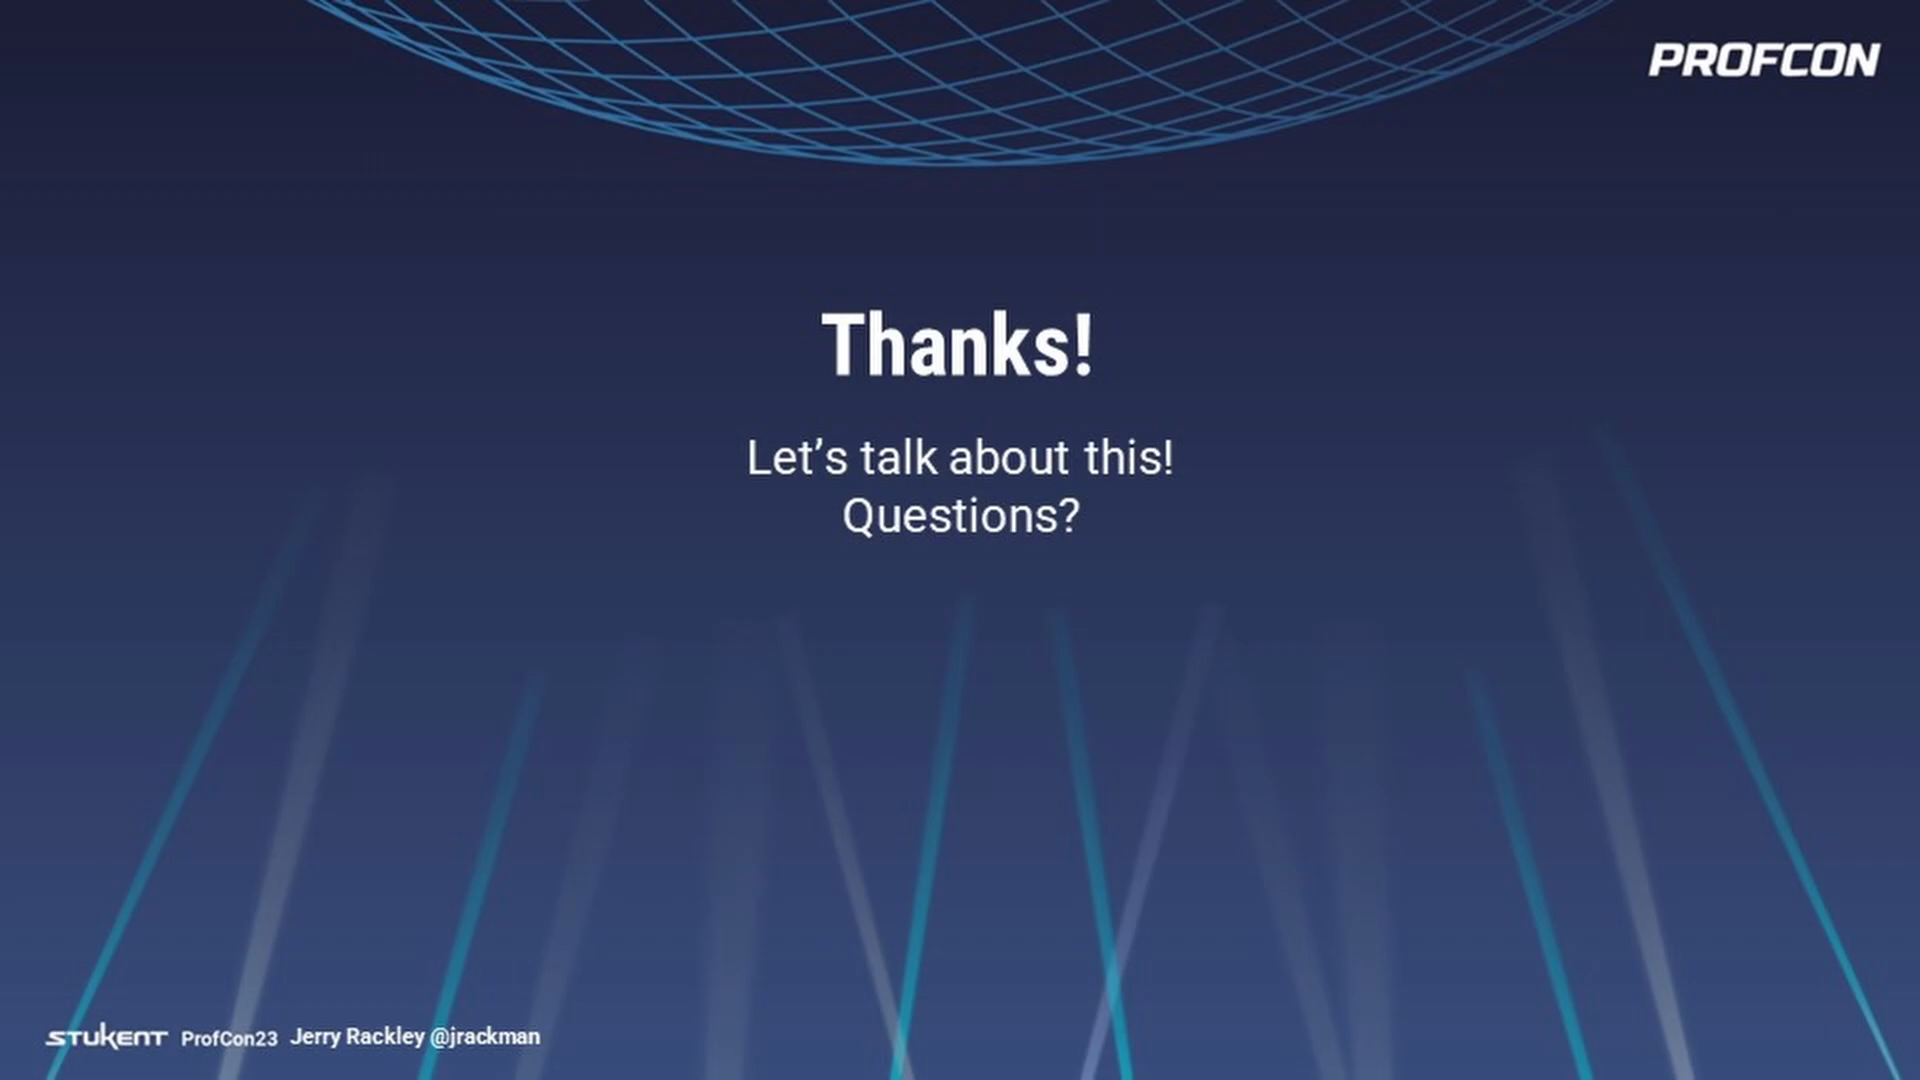 PROFCON
Thanks!
Let’s talk about this!
Questions?
STUKENT ProfCon23 Jerry Rackley @jrackman